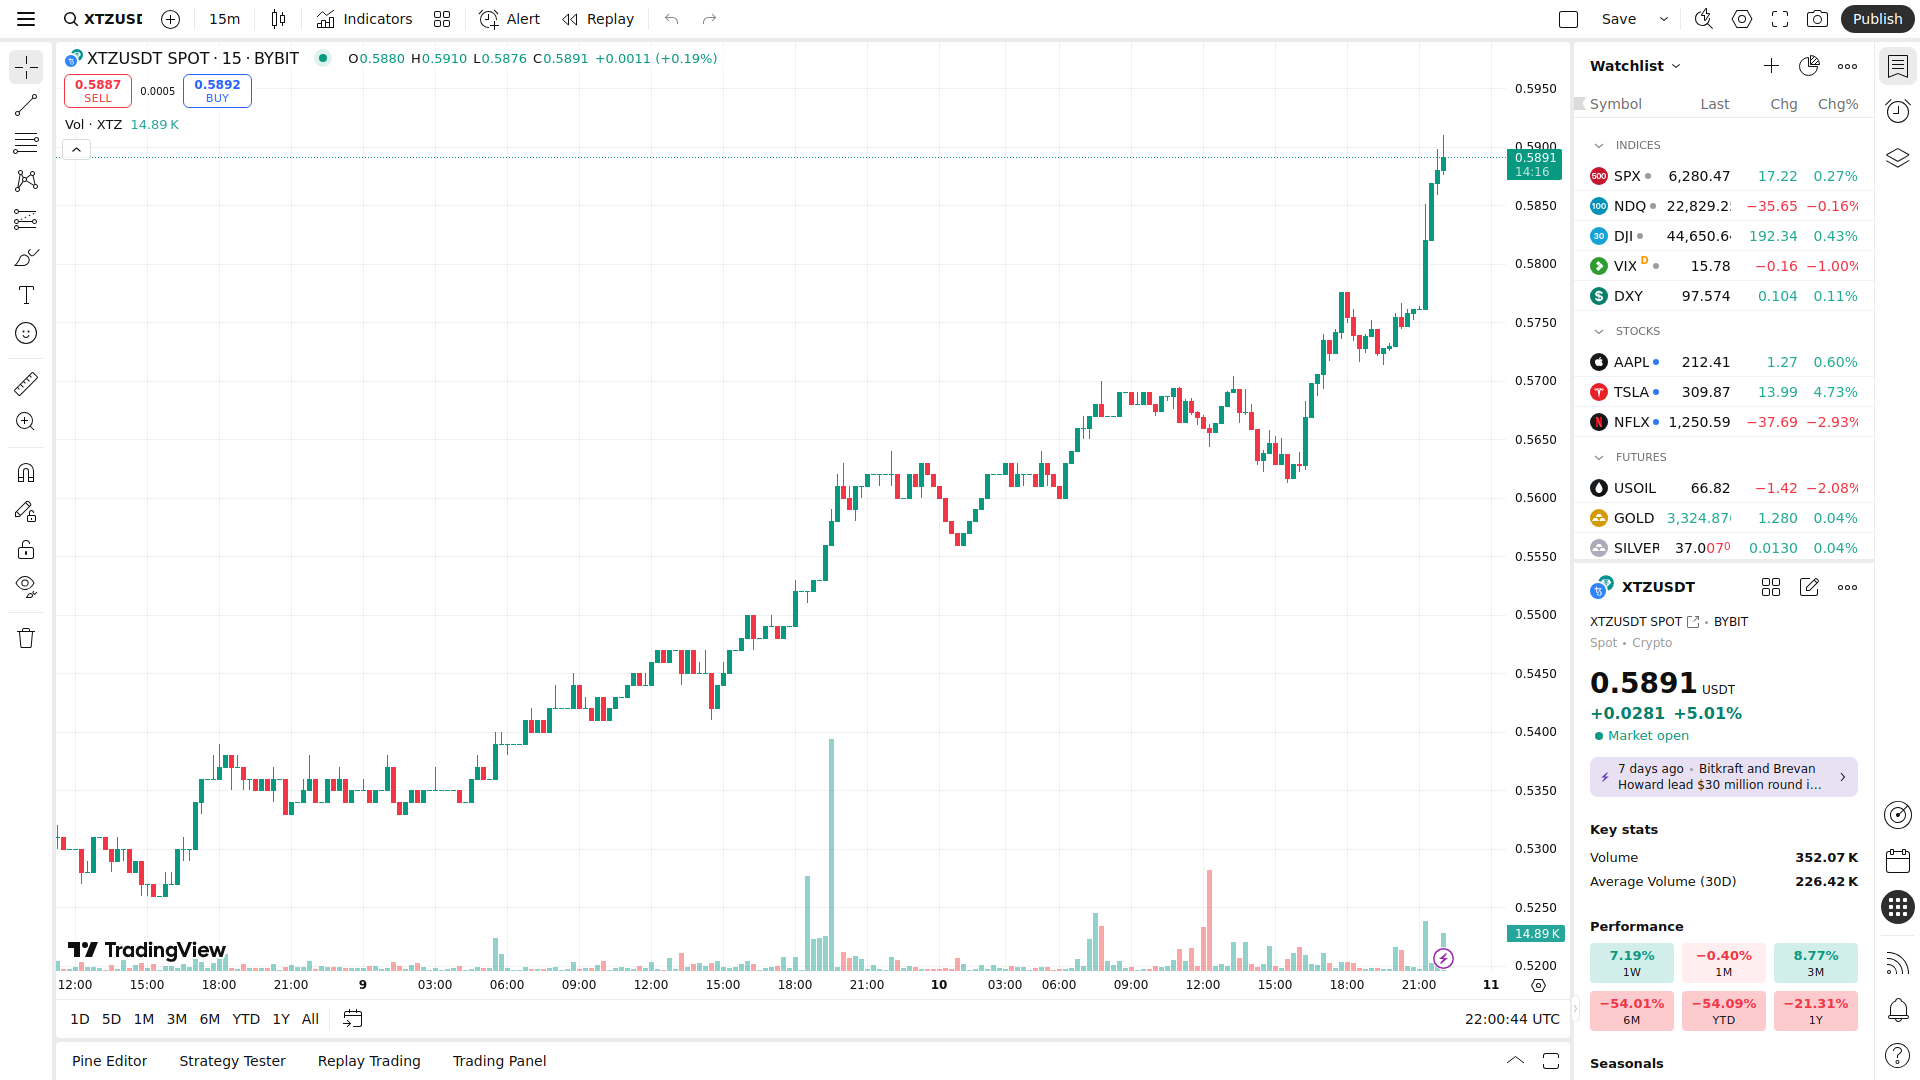 XTZUSD
15m
Indicators
Alert
Replay
Save
Publish
XTZUSDT SPOT · 15 · BYBIT
O0.5880 H0.5910 L0.5876 C0.5891 +0.0011 (+0.19%)
0.5887
SELL
0.0005
0.5892
BUY
Vol · XTZ 14.89 K
0.5950
0.5900
0.5891
14:16
0.5850
0.5800
0.5750
0.5700
0.5650
0.5600
0.5550
0.5500
0.5450
0.5400
0.5350
0.5300
0.5250
14.89 K
0.5200
TradingView
12:00 15:00 18:00 21:00 9 03:00 06:00 09:00 12:00 15:00 18:00 21:00 10 03:00 06:00 09:00 12:00 15:00 18:00 21:00 11
1D 5D 1M 3M 6M YTD 1Y All
22:00:44 UTC
Pine Editor Strategy Tester Replay Trading Trading Panel
Watchlist
Symbol Last Chg Chg%
INDICES
500 SPX 6,280.47 17.22 0.27%
100 NDQ 22,829.2 −35.65 −0.16%
30 DJI 44,650.6 192.34 0.43%
VIX D 15.78 −0.16 −1.00%
$ DXY 97.574 0.104 0.11%
STOCKS
AAPL 212.41 1.27 0.60%
TSLA 309.87 13.99 4.73%
N NFLX 1,250.59 −37.69 −2.93%
FUTURES
USOIL 66.82 −1.42 −2.08%
GOLD 3,324.87 1.280 0.04%
SILVER 37.0070 0.0130 0.04%
XTZUSDT
XTZUSDT SPOT • BYBIT
Spot • Crypto
0.5891 USDT
+0.0281 +5.01%
Market open
7 days ago • Bitkraft and Brevan
Howard lead $30 million round i...
Key stats
Volume 352.07 K
Average Volume (30D) 226.42 K
Performance
7.19% −0.40% 8.77%
1W 1M 3M
−54.01% −54.09% −21.31%
6M YTD 1Y
Seasonals